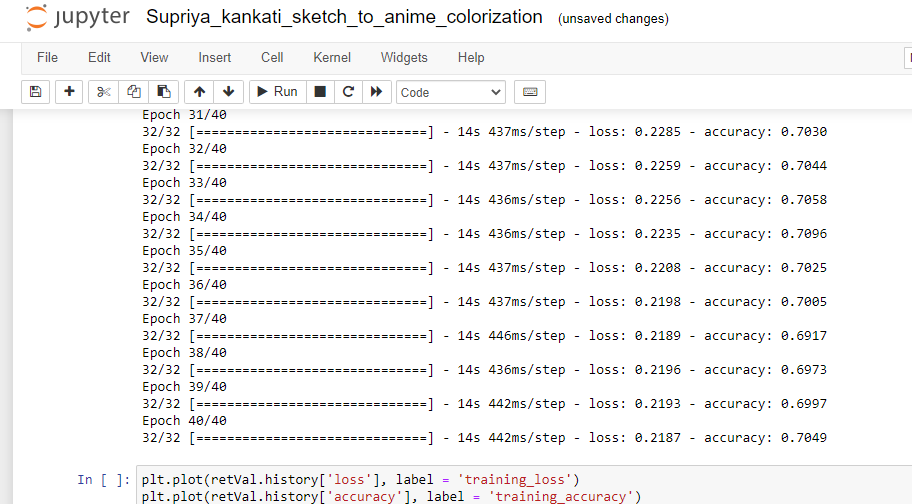 jupyter Supriya_kankati_sketch_to_anime_colorization (unsaved changes)
File Edit View Insert Cell Kernel Widgets Help
Run Code
Epoch 31/40
32/32 [==============================] - 14s 437ms/step - loss: 0.2285 - accuracy: 0.7030
Epoch 32/40
32/32 [==============================] - 14s 437ms/step - loss: 0.2259 - accuracy: 0.7044
Epoch 33/40
32/32 [==============================] - 14s 436ms/step - loss: 0.2256 - accuracy: 0.7058
Epoch 34/40
32/32 [==============================] - 14s 436ms/step - loss: 0.2235 - accuracy: 0.7096
Epoch 35/40
32/32 [==============================] - 14s 437ms/step - loss: 0.2208 - accuracy: 0.7025
Epoch 36/40
32/32 [==============================] - 14s 437ms/step - loss: 0.2198 - accuracy: 0.7005
Epoch 37/40
32/32 [==============================] - 14s 446ms/step - loss: 0.2189 - accuracy: 0.6917
Epoch 38/40
32/32 [==============================] - 14s 436ms/step - loss: 0.2196 - accuracy: 0.6973
Epoch 39/40
32/32 [==============================] - 14s 442ms/step - loss: 0.2193 - accuracy: 0.6997
Epoch 40/40
32/32 [==============================] - 14s 442ms/step - loss: 0.2187 - accuracy: 0.7049
In [ ]: plt.plot(retVal.history['loss'], label = 'training_loss')
plt.plot(retVal.history['accuracy'], label = 'training_accuracy')